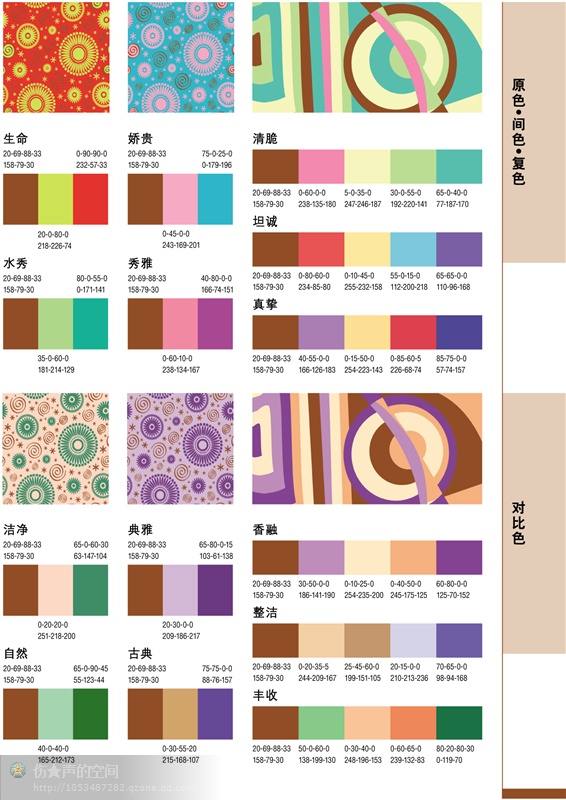 原色·间色·复色
生命
20-69-88-33 0-90-90-0
158-79-30 232-57-33
20-0-80-0
218-226-74
娇贵
20-69-88-33 75-0-25-0
158-79-30 0-179-196
0-45-0-0
243-169-201
清脆
20-69-88-33 0-60-0-0 5-0-35-0 30-0-55-0 65-0-40-0
158-79-30 238-135-180 247-246-187 192-220-141 77-187-170
坦诚
20-69-88-33 0-80-60-0 0-10-45-0 55-0-15-0 65-65-0-0
158-79-30 234-85-80 255-232-158 112-200-218 110-96-168
水秀
20-69-88-33 80-0-55-0
158-79-30 0-171-141
35-0-60-0
181-214-129
秀雅
20-69-88-33 40-80-0-0
158-79-30 166-74-151
0-60-10-0
238-134-167
真挚
20-69-88-33 40-55-0-0 0-15-50-0 0-85-60-5 85-75-0-0
158-79-30 166-126-183 254-223-143 226-68-74 57-74-157
对比色
洁净
20-69-88-33 65-0-60-30
158-79-30 63-147-104
0-20-20-0
251-218-200
典雅
20-69-88-33 65-80-0-15
158-79-30 103-61-138
20-30-0-0
209-186-217
香融
20-69-88-33 30-50-0-0 0-10-25-0 0-40-50-0 60-80-0-0
158-79-30 186-141-190 254-235-200 245-175-125 125-70-152
整洁
20-69-88-33 0-20-35-5 25-45-60-0 20-15-0-0 70-65-0-0
158-79-30 244-209-167 199-151-105 210-213-236 98-94-168
自然
20-69-88-33 65-0-90-45
158-79-30 55-123-44
40-0-40-0
165-212-173
古典
20-69-88-33 75-75-0-0
158-79-30 88-76-157
0-30-55-20
215-168-107
丰收
20-69-88-33 50-0-60-0 0-30-40-0 0-60-65-0 80-20-80-30
158-79-30 138-199-130 248-196-153 239-132-83 0-119-70
伤食声的空间
http://1053487282.qzone.qq.com